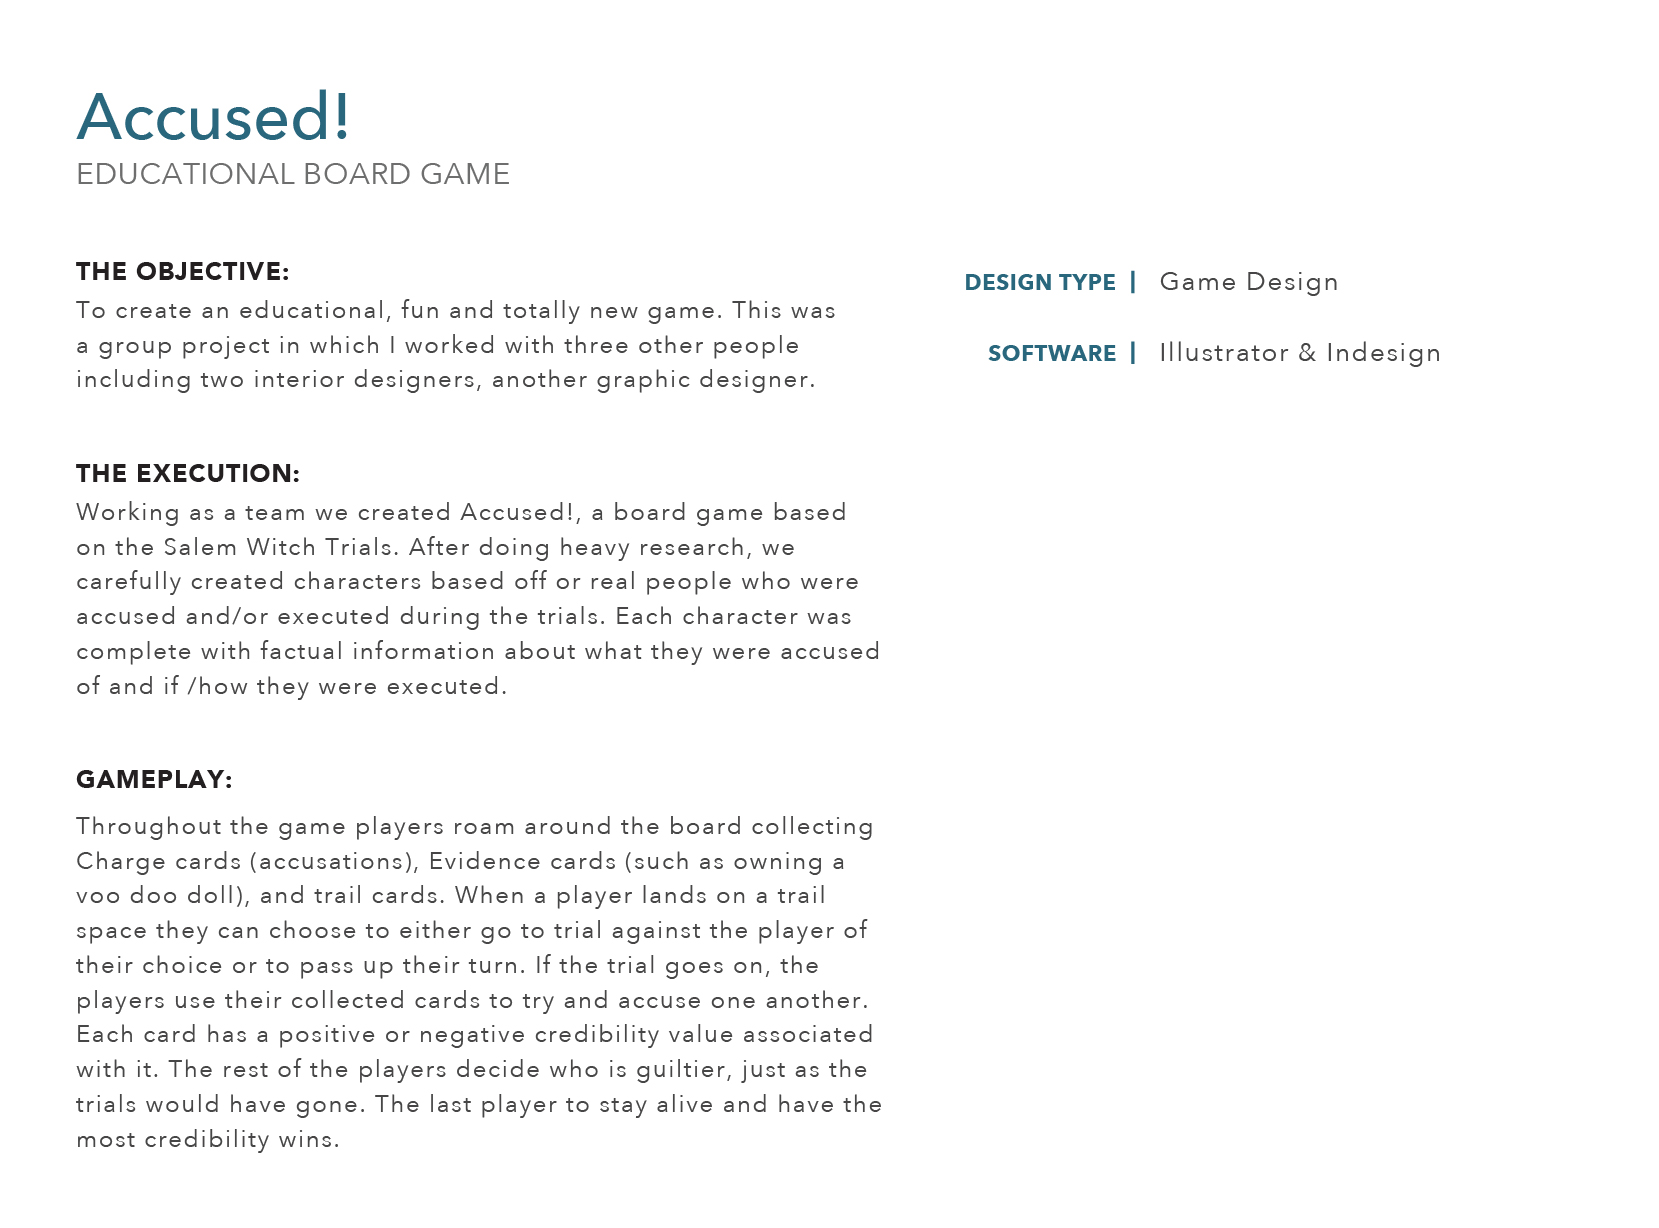 Accused!
EDUCATIONAL BOARD GAME
THE OBJECTIVE:
To create an educational, fun and totally new game. This was
a group project in which I worked with three other people
including two interior designers, another graphic designer.
THE EXECUTION:
Working as a team we created Accused!, a board game based
on the Salem Witch Trials. After doing heavy research, we
carefully created characters based off or real people who were
accused and/or executed during the trials. Each character was
complete with factual information about what they were accused
of and if /how they were executed.
GAMEPLAY:
Throughout the game players roam around the board collecting
Charge cards (accusations), Evidence cards (such as owning a
voo doo doll), and trail cards. When a player lands on a trail
space they can choose to either go to trial against the player of
their choice or to pass up their turn. If the trial goes on, the
players use their collected cards to try and accuse one another.
Each card has a positive or negative credibility value associated
with it. The rest of the players decide who is guiltier, just as the
trials would have gone. The last player to stay alive and have the
most credibility wins.
DESIGN TYPE | Game Design
SOFTWARE | Illustrator & Indesign